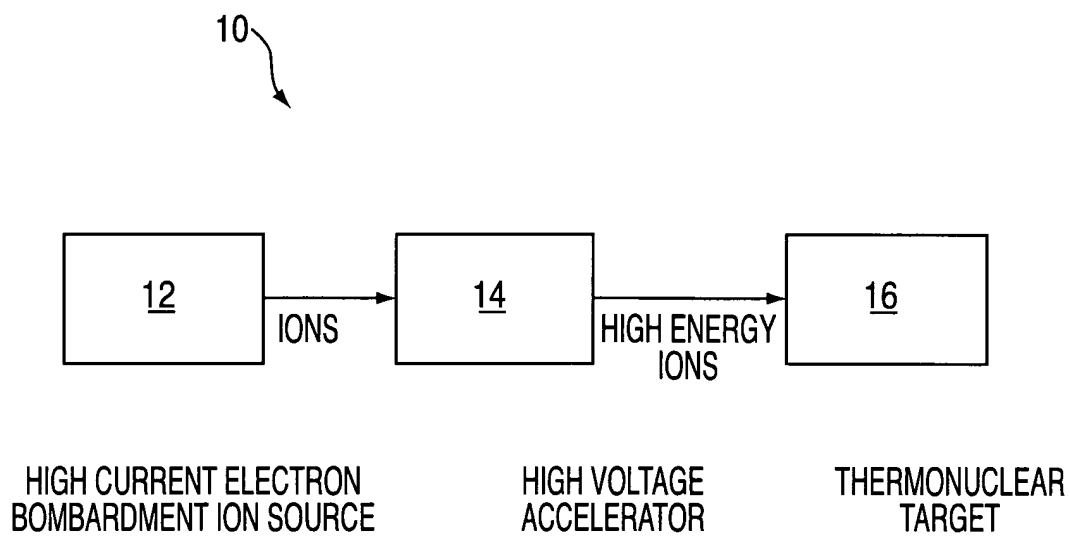 10
12
IONS
14
HIGH ENERGY
IONS
16
HIGH CURRENT ELECTRON
BOMBARDMENT ION SOURCE
HIGH VOLTAGE
ACCELERATOR
THERMONUCLEAR
TARGET